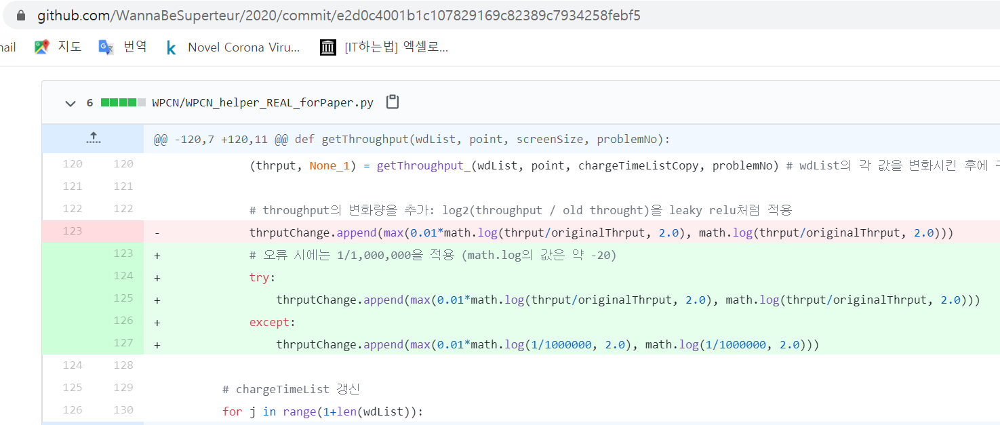 github.com/WannaBeSuperteur/2020/commit/e2d0c4001b1c107829169c82389c7934258febf5
nail 지도 번역 Novel Corona Viru... [IT하는법] 엑셀로...
6 WPCN/WPCN_helper_REAL_forPaper.py
@@ -120,7 +120,11 @@ def getThroughput(wdList, point, screenSize, problemNo):
120 120 (thrput, None_1) = getThroughput_(wdList, point, chargeTimeListCopy, problemNo) # wdList의 각 값을 변화시킨 후에
121 121
122 122 # throughput의 변화량을 추가: log2(throughput / old throught)을 leaky relu처럼 적용
123 - thrputChange.append(max(0.01*math.log(thrput/originalThrput, 2.0), math.log(thrput/originalThrput, 2.0)))
123 + # 오류 시에는 1/1,000,000을 적용 (math.log의 값은 약 -20)
124 + try:
125 + thrputChange.append(max(0.01*math.log(thrput/originalThrput, 2.0), math.log(thrput/originalThrput, 2.0)))
126 + except:
127 + thrputChange.append(max(0.01*math.log(1/1000000, 2.0), math.log(1/1000000, 2.0)))
124 128
125 129 # chargeTimeList 갱신
126 130 for j in range(1+len(wdList)):